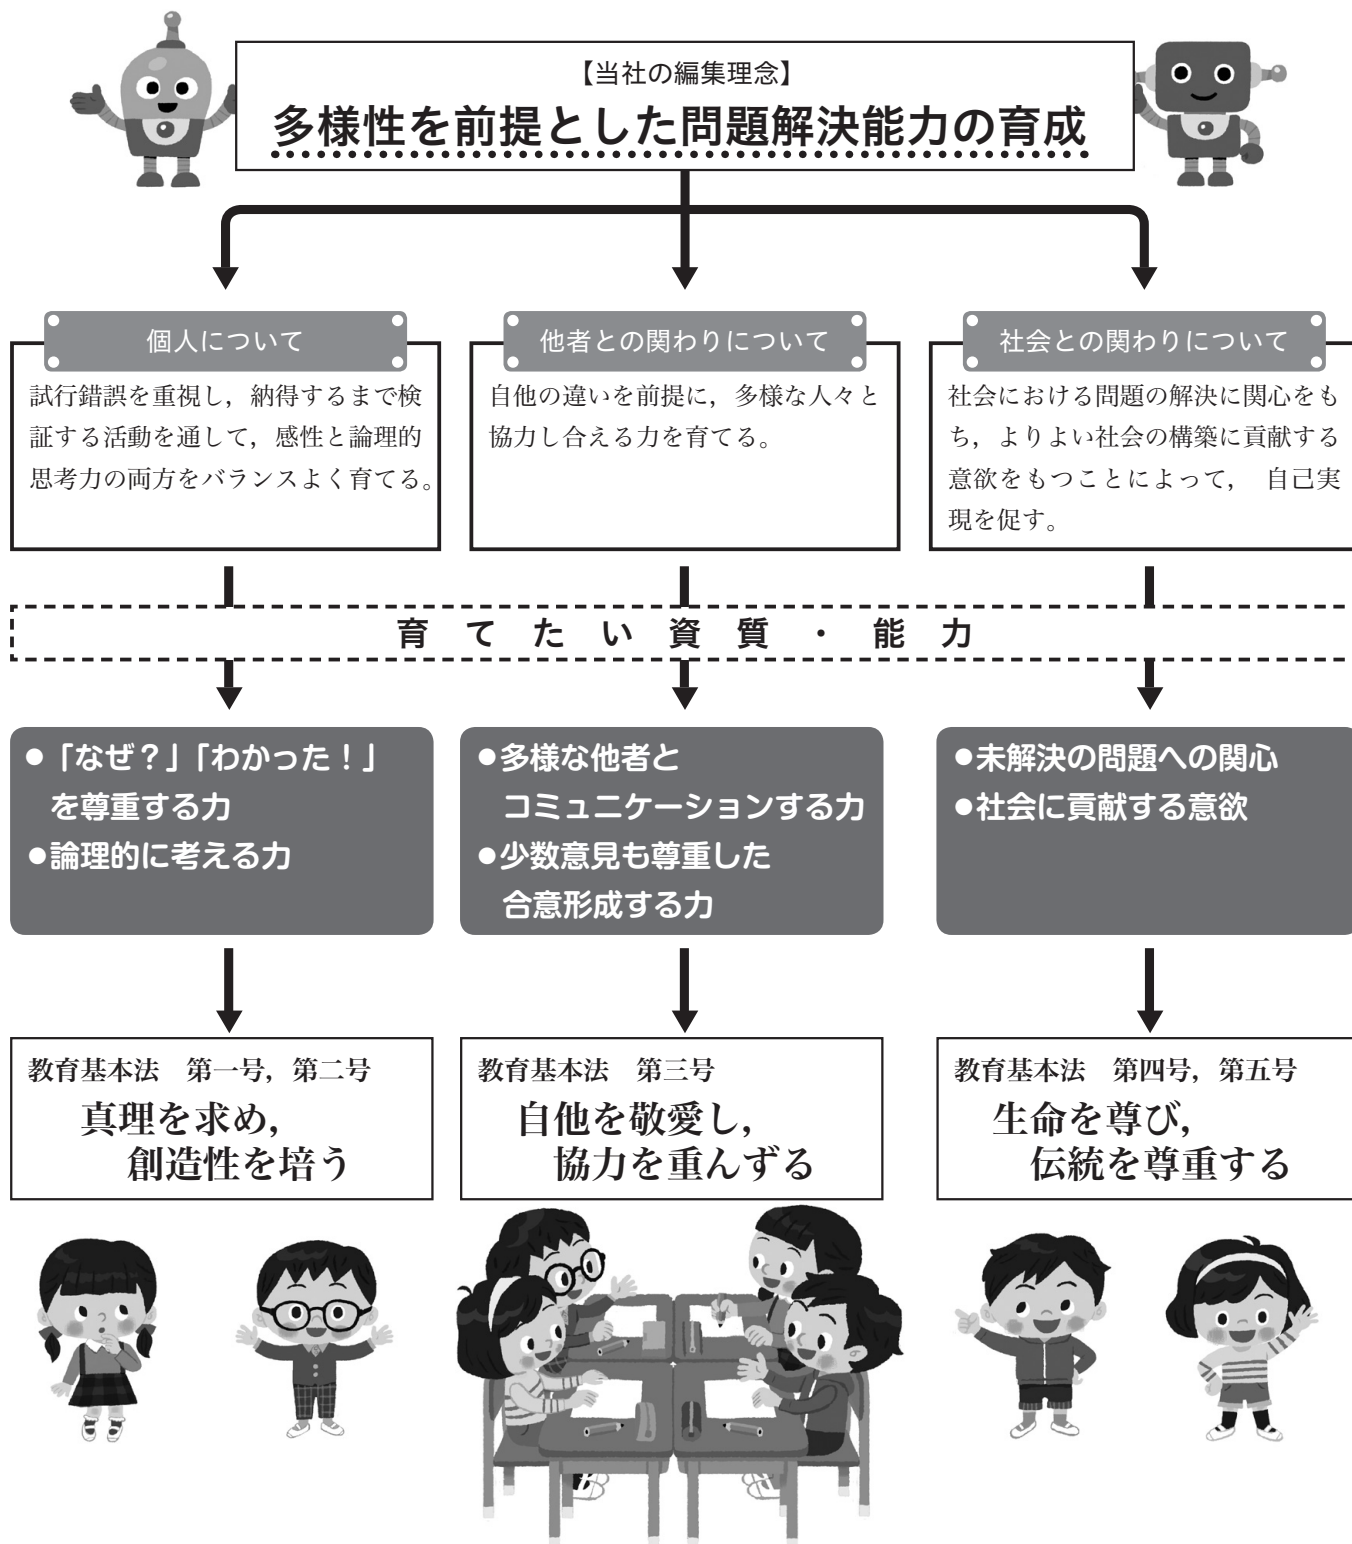 【当社の編集理念】
多様性を前提とした問題解決能力の育成
個人について
試行錯誤を重視し，納得するまで検
証する活動を通して，感性と論理的
思考力の両方をバランスよく育てる。
他者との関わりについて
自他の違いを前提に，多様な人々と
協力し合える力を育てる。
社会との関わりについて
社会における問題の解決に関心をも
ち，よりよい社会の構築に貢献する
意欲をもつことによって，　自己実
現を促す。
育てたい資質・能力
●「なぜ？」「わかった！」
を尊重する力
●論理的に考える力
●多様な他者と
コミュニケーションする力
●少数意見も尊重した
合意形成する力
●未解決の問題への関心
●社会に貢献する意欲
教育基本法　第一号，第二号
真理を求め，
創造性を培う
教育基本法　第三号
自他を敬愛し，
協力を重んずる
教育基本法　第四号，第五号
生命を尊び，
伝統を尊重する